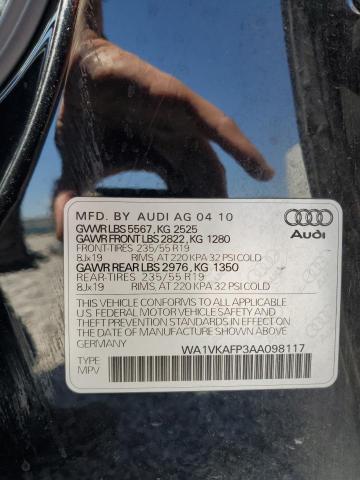 MFD. BY AUDI AG 04 10
GVWR LBS 5567, KG 2525
GAWR FRONT LBS 2822, KG 1280
FRONT-TIRES 235/55 R19
8Jx19 RIMS, AT 220 KPA 32 PSI COLD
GAWR REAR LBS 2976, KG 1350
REAR-TIRES 235/55 R19
8Jx19 RIMS, AT 220 KPA 32 PSI COLD
Audi
THIS VEHICLE CONFORMS TO ALL APPLICABLE
U.S FEDERAL MOTOR VEHICLE SAFETY AND
THEFT PREVENTION STANDARDS IN EFFECT ON
THE DATE OF MANUFACTURE SHOWN ABOVE
GERMANY WA1VKAFP3AA098117
TYPE:
MPV